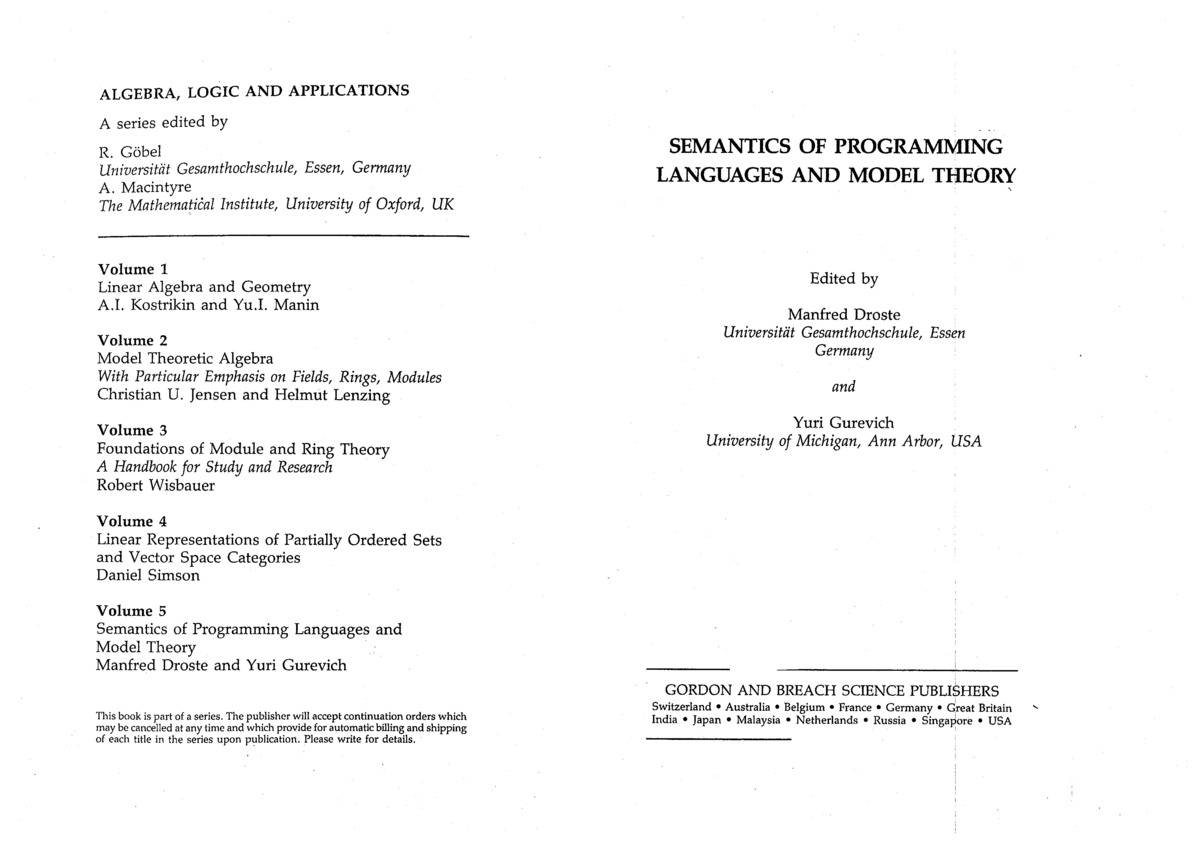 ALGEBRA, LOGIC AND APPLICATIONS
A series edited by
R. Göbel
Universität Gesamthochschule, Essen, Germany
A. Macintyre
The Mathematical Institute, University of Oxford, UK
Volume 1
Linear Algebra and Geometry
A.I. Kostrikin and Yu.I. Manin
Volume 2
Model Theoretic Algebra
With Particular Emphasis on Fields, Rings, Modules
Christian U. Jensen and Helmut Lenzing
Volume 3
Foundations of Module and Ring Theory
A Handbook for Study and Research
Robert Wisbauer
Volume 4
Linear Representations of Partially Ordered Sets
and Vector Space Categories
Daniel Simson
Volume 5
Semantics of Programming Languages and
Model Theory
Manfred Droste and Yuri Gurevich
This book is part of a series. The publisher will accept continuation orders which
may be cancelled at any time and which provide for automatic billing and shipping
of each title in the series upon publication. Please write for details.
SEMANTICS OF PROGRAMMING
LANGUAGES AND MODEL THEORY
Edited by
Manfred Droste
Universität Gesamthochschule, Essen
Germany
and
Yuri Gurevich
University of Michigan, Ann Arbor, USA
GORDON AND BREACH SCIENCE PUBLISHERS
Switzerland • Australia • Belgium • France • Germany • Great Britain
India • Japan • Malaysia • Netherlands • Russia • Singapore • USA